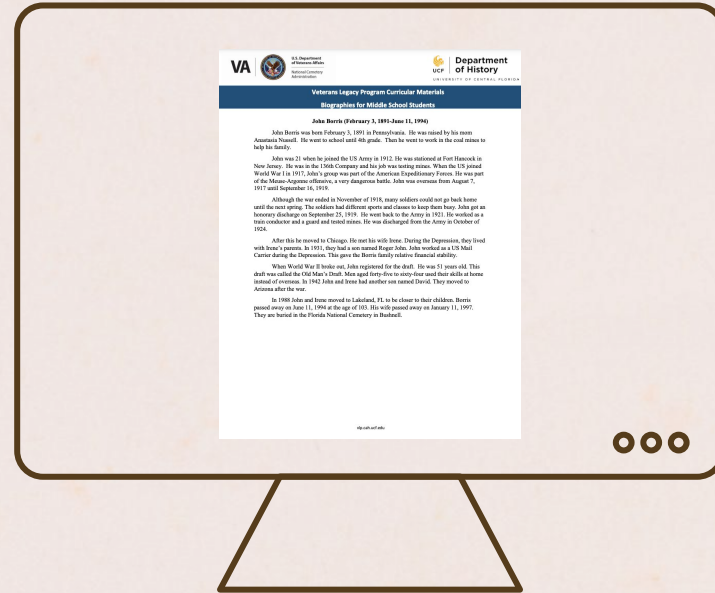 VA
U.S. Department
of Veterans Affairs
National Cemetery
Administration
UCF
Department
of History
UNIVERSITY OF CENTRAL FLORIDA
Veterans Legacy Program Curricular Materials
Biographies for Middle School Students
John Borris (February 3, 1891-June 11, 1994)
John Borris was born February 3, 1891 in Pennsylvania. He was raised by his mom
Anastasia Nussell. He went to school until 4th grade. Then he went to work in the coal mines to
help his family.
John was 21 when he joined the US Army in 1912. He was stationed at Fort Hancock in
New Jersey. He was in the 136th Company and his job was testing mines. When the US joined
World War I in 1917, John's group was part of the American Expeditionary Forces. He was part
of the Meuse-Argonne offensive, a very dangerous battle. John was overseas from August 7,
1917 until September 16, 1919.
Although the war ended in November of 1918, many soldiers could not go back home
until the next spring. The soldiers had different sports and classes to keep them busy. John got an
honorary discharge on September 25, 1919. He went back to the Army in 1921. He worked as a
train conductor and a guard and tested mines. He was discharged from the Army in October of
1924.
After this he moved to Chicago. He met his wife Irene. During the Depression, they lived
with Irene's parents. In 1931, they had a son named Roger John. John worked as a US Mail
Carrier during the Depression. This gave the Borris family relative financial stability.
When World War II broke out, John registered for the draft. He was 51 years old. This
draft was called the Old Man's Draft. Men aged forty-five to sixty-four used their skills at home
instead of overseas. In 1942 John and Irene had another son named David. They moved to
Arizona after the war.
In 1988 John and Irene moved to Lakeland, FL to be closer to their children. Borris
passed away on June 11, 1994 at the age of 103. His wife passed away on January 11, 1997.
They are buried in the Florida National Cemetery in Bushnell.
vlp.cah.ucf.edu